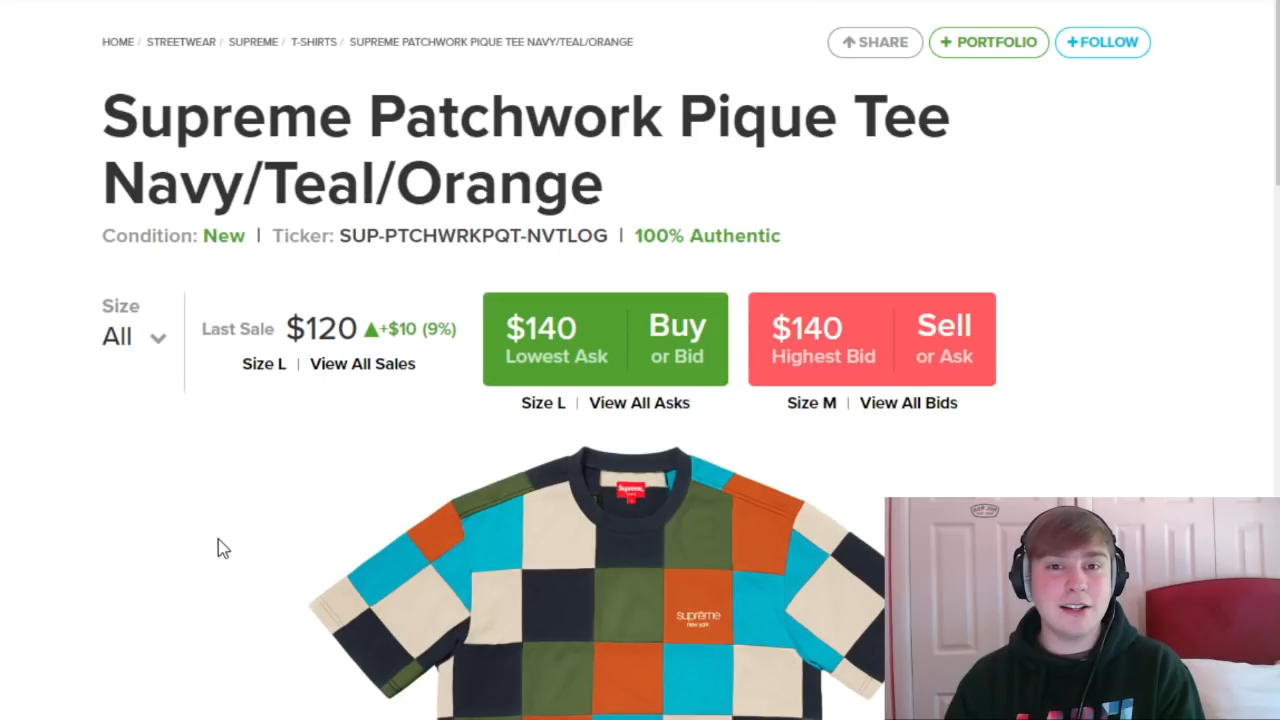 HOME / STREETWEAR / SUPREME / T-SHIRTS / SUPREME PATCHWORK PIQUE TEE NAVY/TEAL/ORANGE
SHARE
+ PORTFOLIO
+FOLLOW
Supreme Patchwork Pique Tee
Navy/Teal/Orange
Condition: New | Ticker: SUP-PTCHWRKPQT-NVTLOG | 100% Authentic
Size
All
Last Sale $120 ▲+$10 (9%)
Size L | View All Sales
$140 Buy
Lowest Ask or Bid
Size L | View All Asks
$140 Sell
Highest Bid or Ask
Size M | View All Bids
Supreme
suprēme
new york